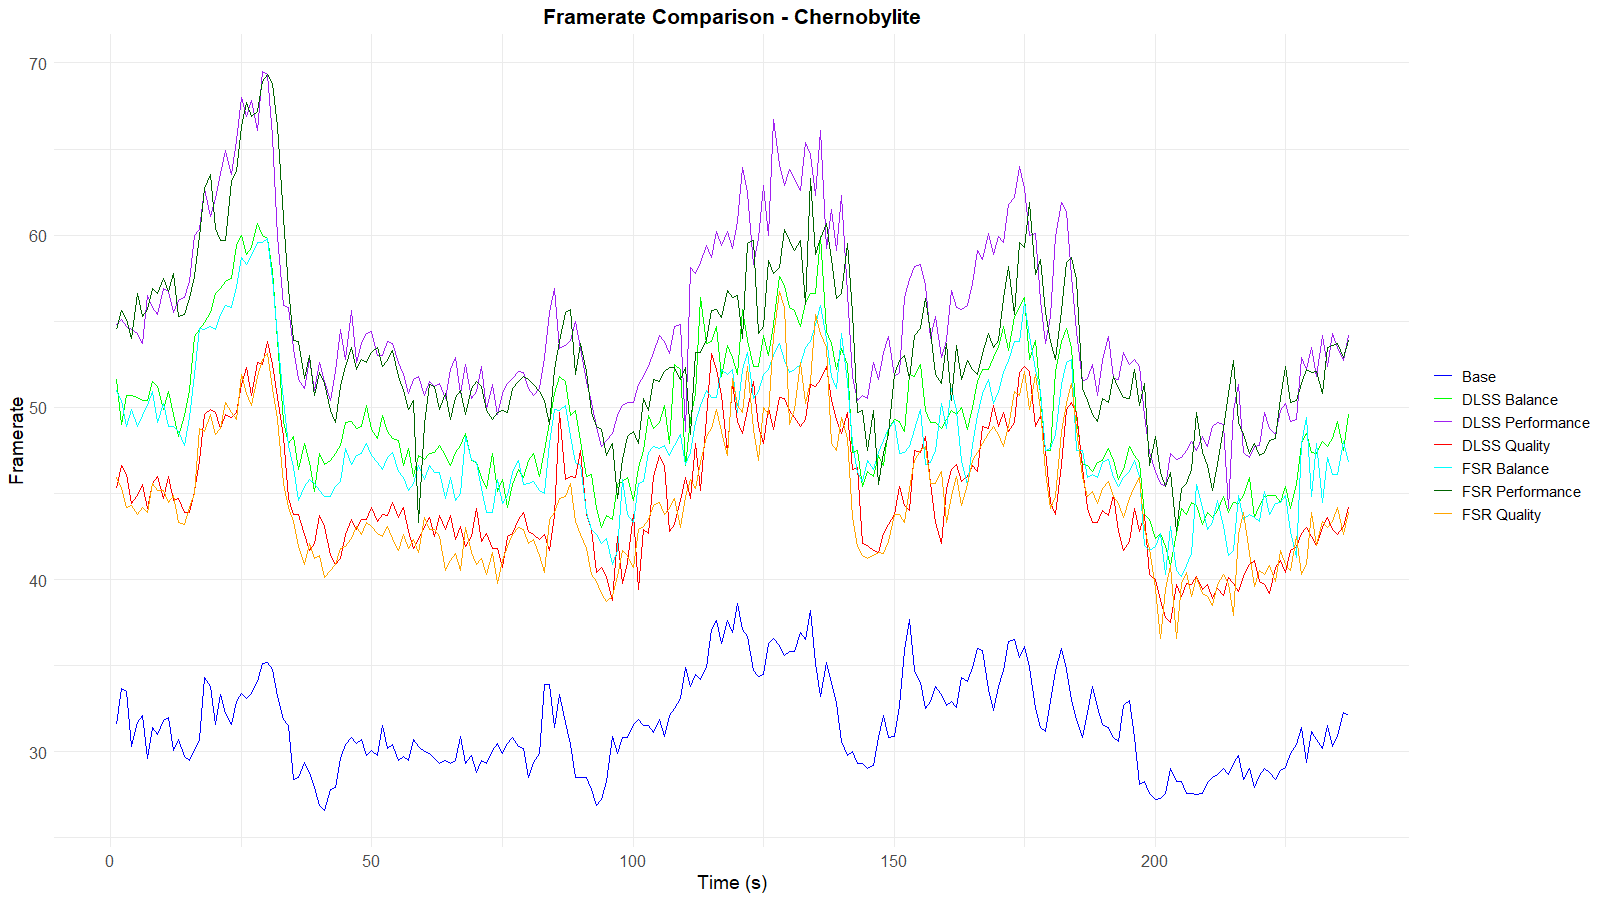 Framerate Comparison - Chernobylite
Framerate
70
60
50
40
30
0
50
100
150
200
Time (s)
Base
DLSS Balance
DLSS Performance
DLSS Quality
FSR Balance
FSR Performance
FSR Quality